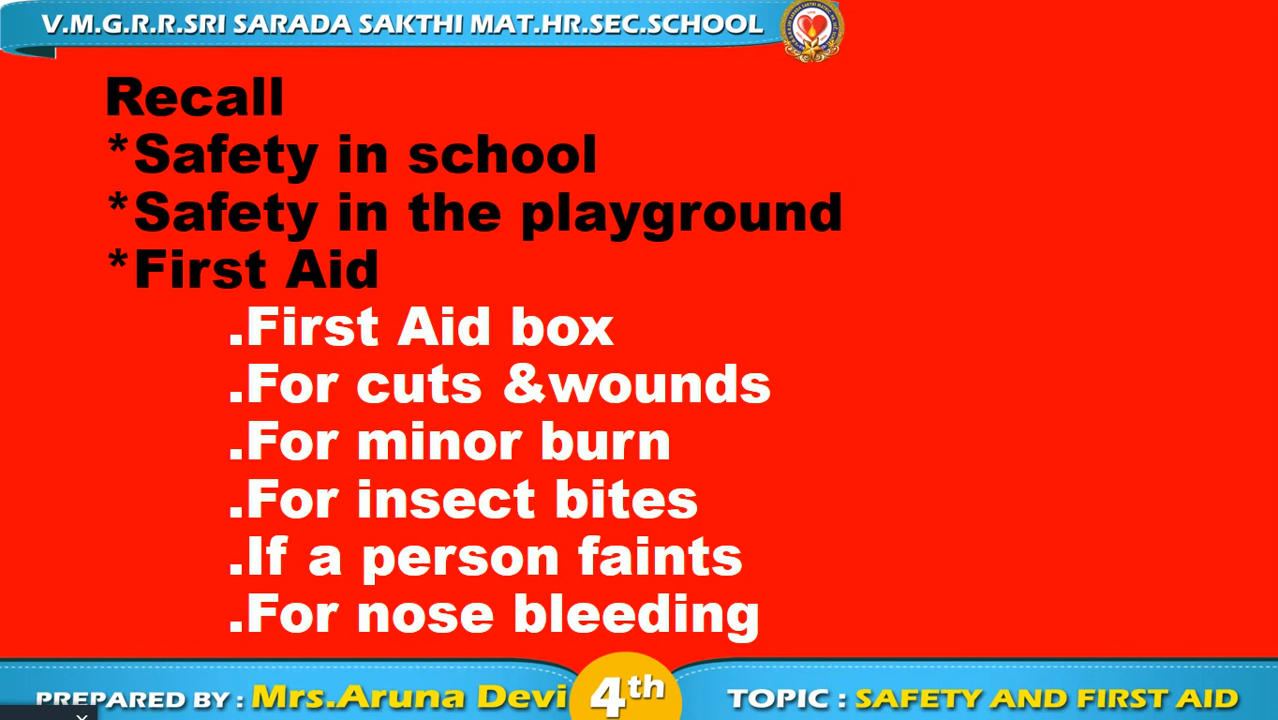 V.M.G.R.R.SRI SARADA SAKTHI MAT.HR.SEC.SCHOOL
Recall
*Safety in school
*Safety in the playground
*First Aid
.First Aid box
.For cuts &wounds
.For minor burn
.For insect bites
.If a person faints
.For nose bleeding
PREPARED BY : Mrs.Aruna Devi
4th
TOPIC : SAFETY AND FIRST AID